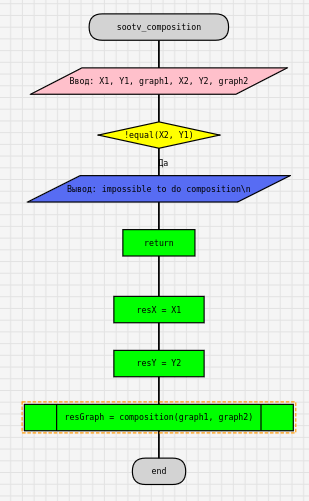 sootv_composition
Ввод: X1, Y1, graph1, X2, Y2, graph2
!equal(X2, Y1)
Да
Вывод: impossible to do composition\n
return
resX = X1
resY = Y2
resGraph = composition(graph1, graph2)
end